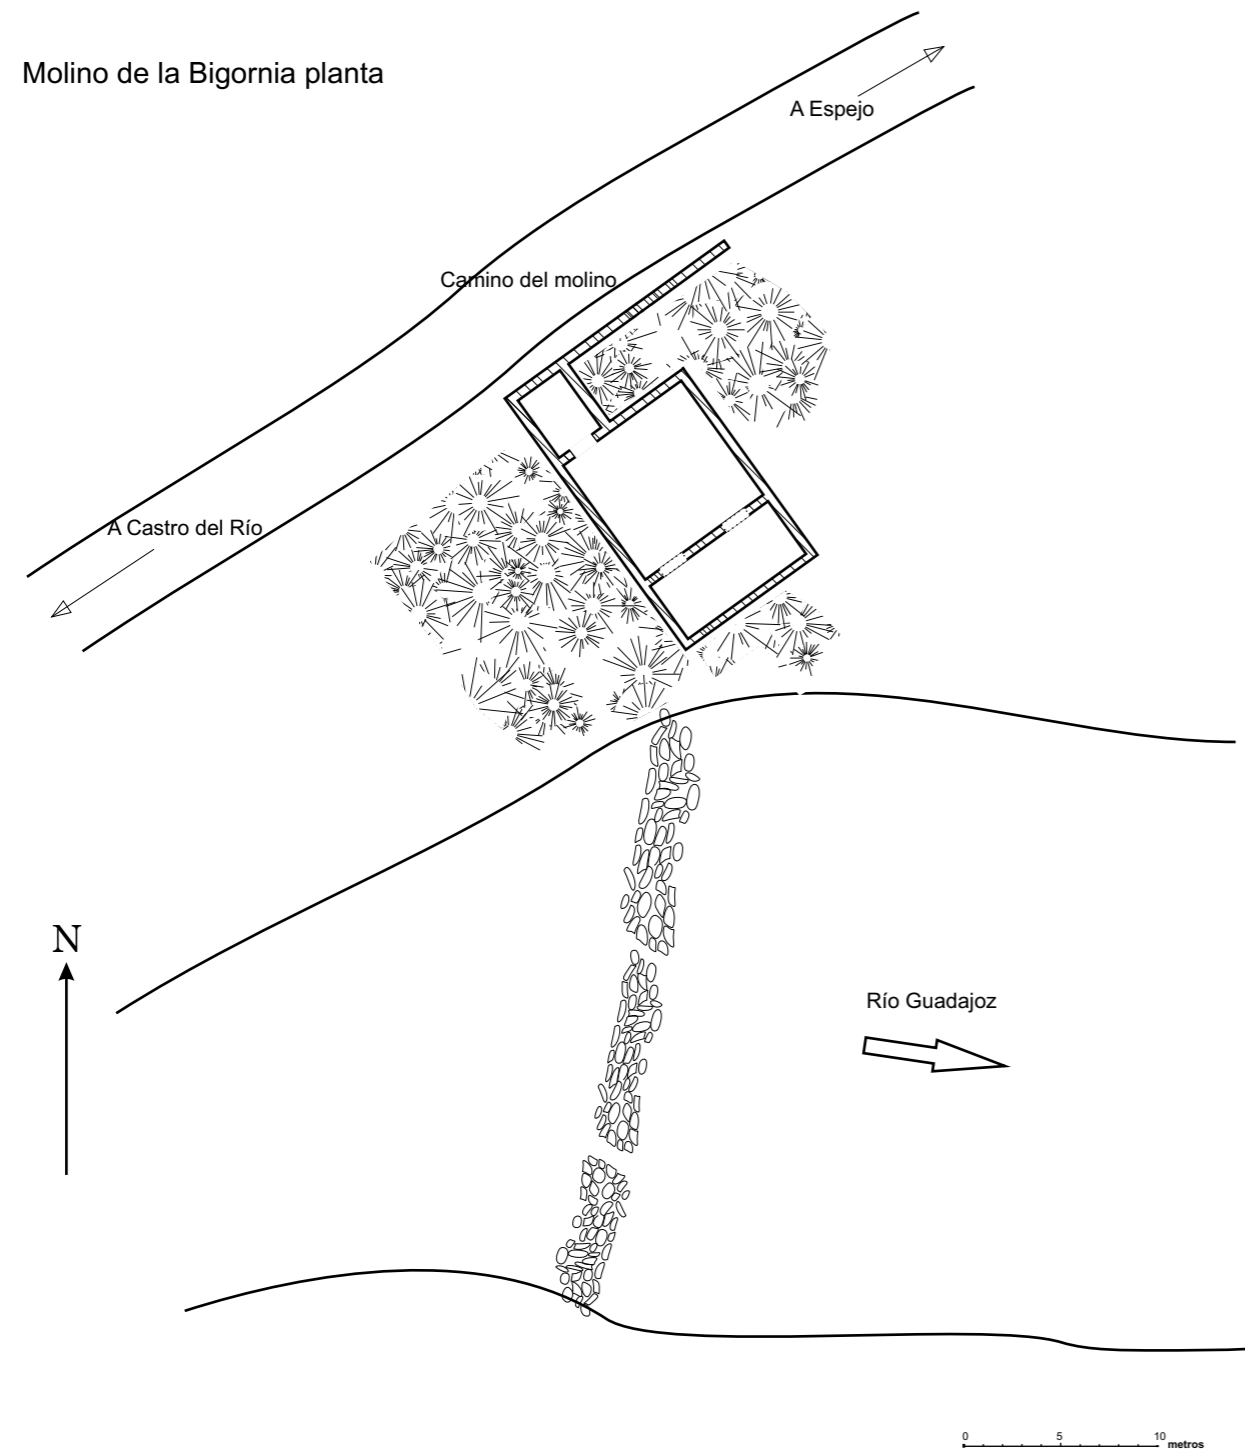 Molino de la Bigornia planta
A Espejo
Camino del molino
A Castro del Río
N
Río Guadajoz
0 5 10 metros